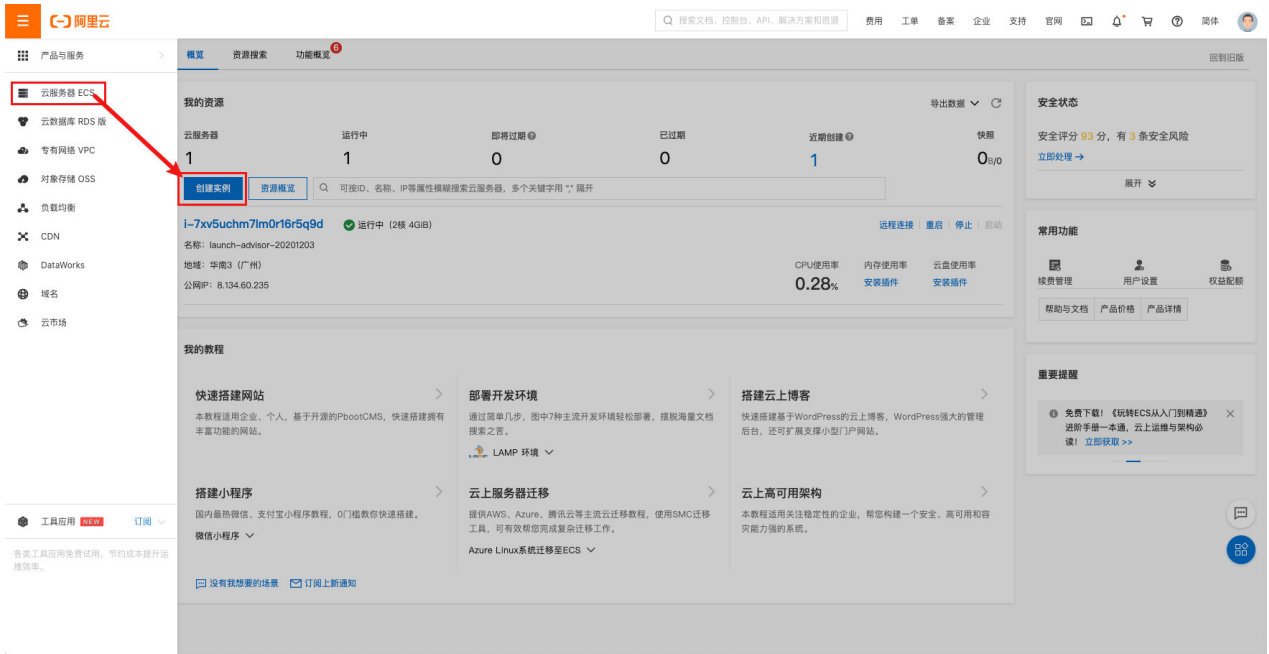 阿里云
搜索文档、控制台、API、解决方案和资源
费用 工单 备案 企业 支持 官网 简体
产品与服务
云服务器 ECS
云数据库 RDS 版
专有网络 VPC
对象存储 OSS
负载均衡
CDN
DataWorks
域名
云市场
工具应用 NEW 订阅
各类工具应用免费试用，节约成本提升运
维效率。
概览 资源搜索 功能概览 6
回到旧版
我的资源
导出数据
云服务器 运行中 即将过期 已过期 近期创建 快照
1 1 0 0 1 0B/0
创建实例 资源概览 可按ID、名称、IP等属性模糊搜索云服务器，多个关键字用 "," 隔开
i-7xv5uchm7lm0r16r5q9d 运行中 (2核 4GiB)
远程连接 重启 停止 启动
名称：launch-advisor-20201203
地域：华南3（广州）
公网IP：8.134.60.235
CPU使用率 内存使用率 云盘使用率
0.28% 安装插件 安装插件
我的教程
快速搭建网站
本教程适用企业、个人，基于开源的PbootCMS，快速搭建拥有
丰富功能的网站。
部署开发环境
通过简单几步，图中7种主流开发环境轻松部署，摆脱海量文档
搜索之苦。
LAMP 环境
搭建云上博客
快速搭建基于WordPress的云上博客，WordPress强大的管理
后台，还可扩展支撑小型门户网站。
搭建小程序
国内最热微信、支付宝小程序教程，0门槛教你快速搭建。
微信小程序
云上服务器迁移
提供AWS、Azure、腾讯云等主流云迁移教程，使用SMC迁移
工具，可有效帮您完成复杂迁移工作。
Azure Linux系统迁移至ECS
云上高可用架构
本教程适用关注稳定性的企业，帮您构建一个安全、高可用和容
灾能力强的系统。
没有我想要的场景 订阅上新通知
安全状态
安全评分 93 分，有 3 条安全风险
立即处理
展开
常用功能
续费管理 用户设置 权益配额
帮助与文档 产品价格 产品详情
重要提醒
免费下载！《玩转ECS从入门到精通》
进阶手册一本通，云上运维与架构必
读！ 立即获取 >>